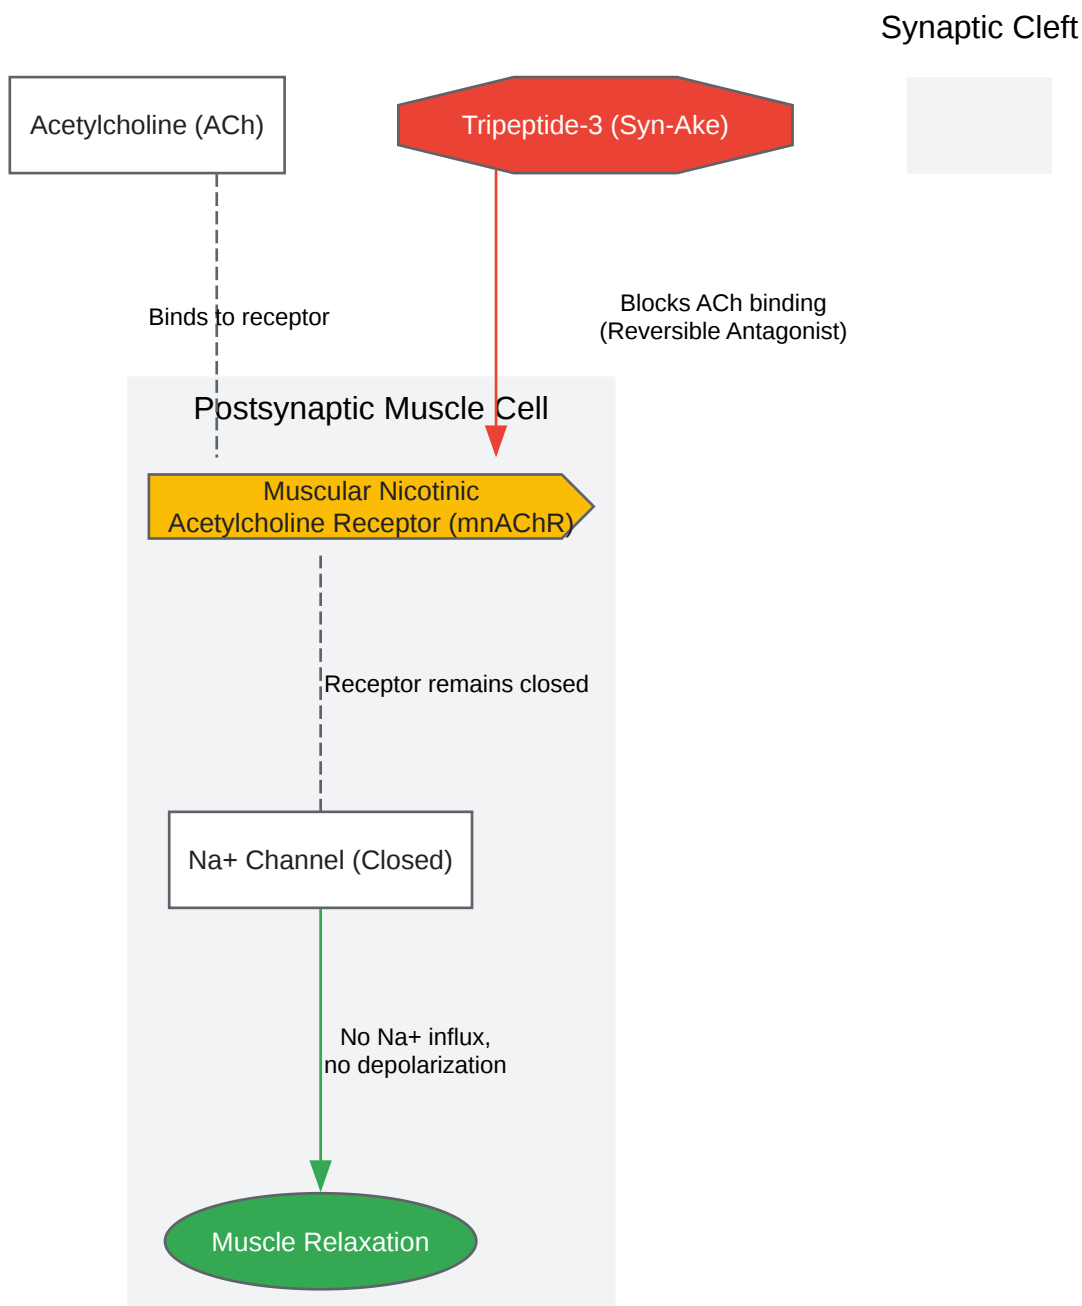 Synaptic Cleft
Acetylcholine (ACh)
Tripeptide-3 (Syn-Ake)
Binds to receptor
Blocks ACh binding
(Reversible Antagonist)
Postsynaptic Muscle Cell
Muscular Nicotinic
Acetylcholine Receptor (mnAChR)
Receptor remains closed
Na+ Channel (Closed)
No Na+ influx,
no depolarization
Muscle Relaxation